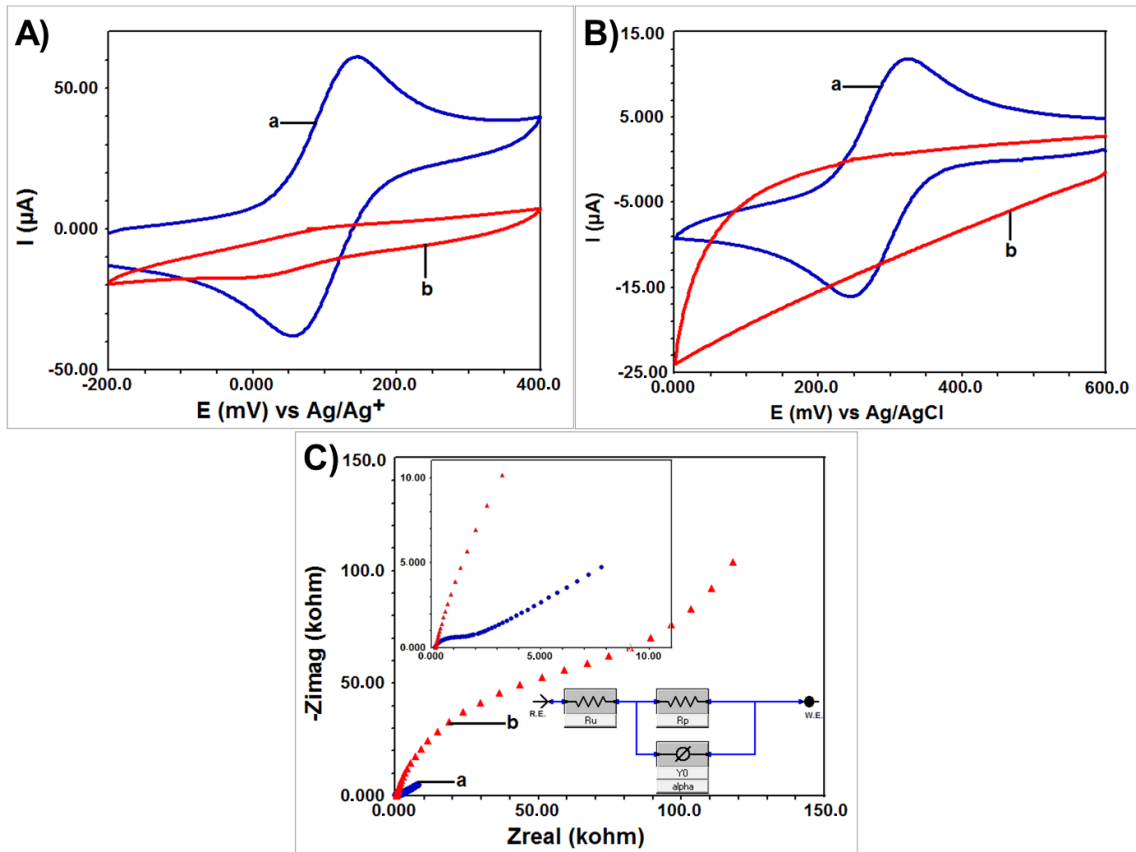 A)
50.00
0.000
-50.00
I (µA)
a
b
-200.0 0.000 200.0 400.0
E (mV) vs Ag/Ag+
B)
15.00
5.000
-5.000
-15.00
-25.00
I (µA)
a
b
0.000 200.0 400.0 600.0
E (mV) vs Ag/AgCl
C)
150.0
100.0
50.00
0.000
-Zimag (kohm)
10.00
5.000
0.000
0.000 5.000 10.00
b
a
R.E.
Ru
Rp
W.E.
Y0
alpha
0.000 50.00 100.0 150.0
Zreal (kohm)